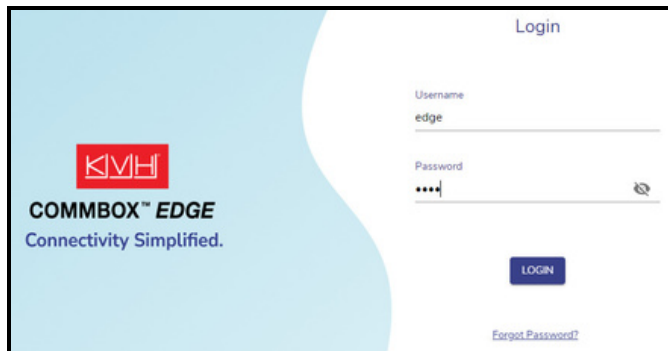 Login
Username
edge
Password
••••
KVH
COMMBOX™ EDGE
Connectivity Simplified.
LOGIN
Forgot Password?